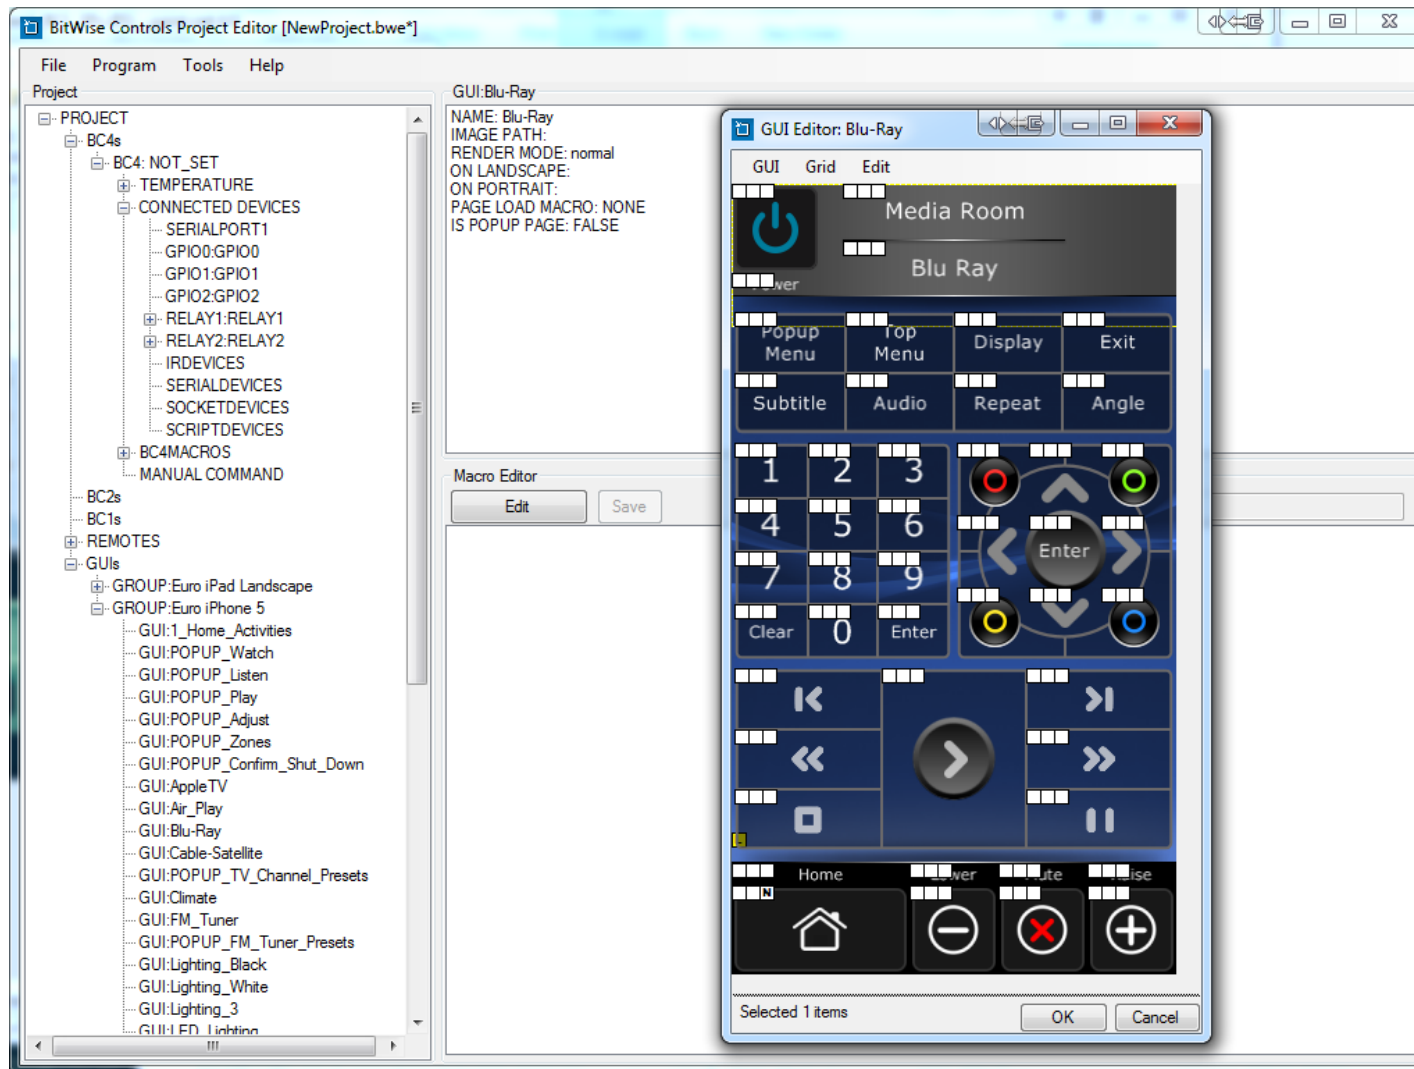 BitWise Controls Project Editor [NewProject.bwe*]
File Program Tools Help
Project
PROJECT
BC4s
BC4: NOT_SET
TEMPERATURE
CONNECTED DEVICES
SERIALPORT1
GPIO0:GPIO0
GPIO1:GPIO1
GPIO2:GPIO2
RELAY1:RELAY1
RELAY2:RELAY2
IRDEVICES
SERIALDEVICES
SOCKETDEVICES
SCRIPTDEVICES
BC4MACROS
MANUAL COMMAND
BC2s
BC1s
REMOTES
GUIs
GROUP:Euro iPad Landscape
GROUP:Euro iPhone 5
GUI:1_Home_Activities
GUI:POPUP_Watch
GUI:POPUP_Listen
GUI:POPUP_Play
GUI:POPUP_Adjust
GUI:POPUP_Zones
GUI:POPUP_Confirm_Shut_Down
GUI:AppleTV
GUI:Air_Play
GUI:Blu-Ray
GUI:Cable-Satellite
GUI:POPUP_TV_Channel_Presets
GUI:Climate
GUI:FM_Tuner
GUI:POPUP_FM_Tuner_Presets
GUI:Lighting_Black
GUI:Lighting_White
GUI:Lighting_3
GUI:LED_Lighting
GUI:Blu-Ray
NAME: Blu-Ray
IMAGE PATH:
RENDER MODE: normal
ON LANDSCAPE:
ON PORTRAIT:
PAGE LOAD MACRO: NONE
IS POPUP PAGE: FALSE
Macro Editor
Edit Save
GUI Editor: Blu-Ray
GUI Grid Edit
Media Room
Blu Ray
Popup Menu Top Menu Display Exit
Subtitle Audio Repeat Angle
1 2 3
4 5 6
7 8 9
Clear 0 Enter
Enter
Home
N
Selected 1 items
OK Cancel